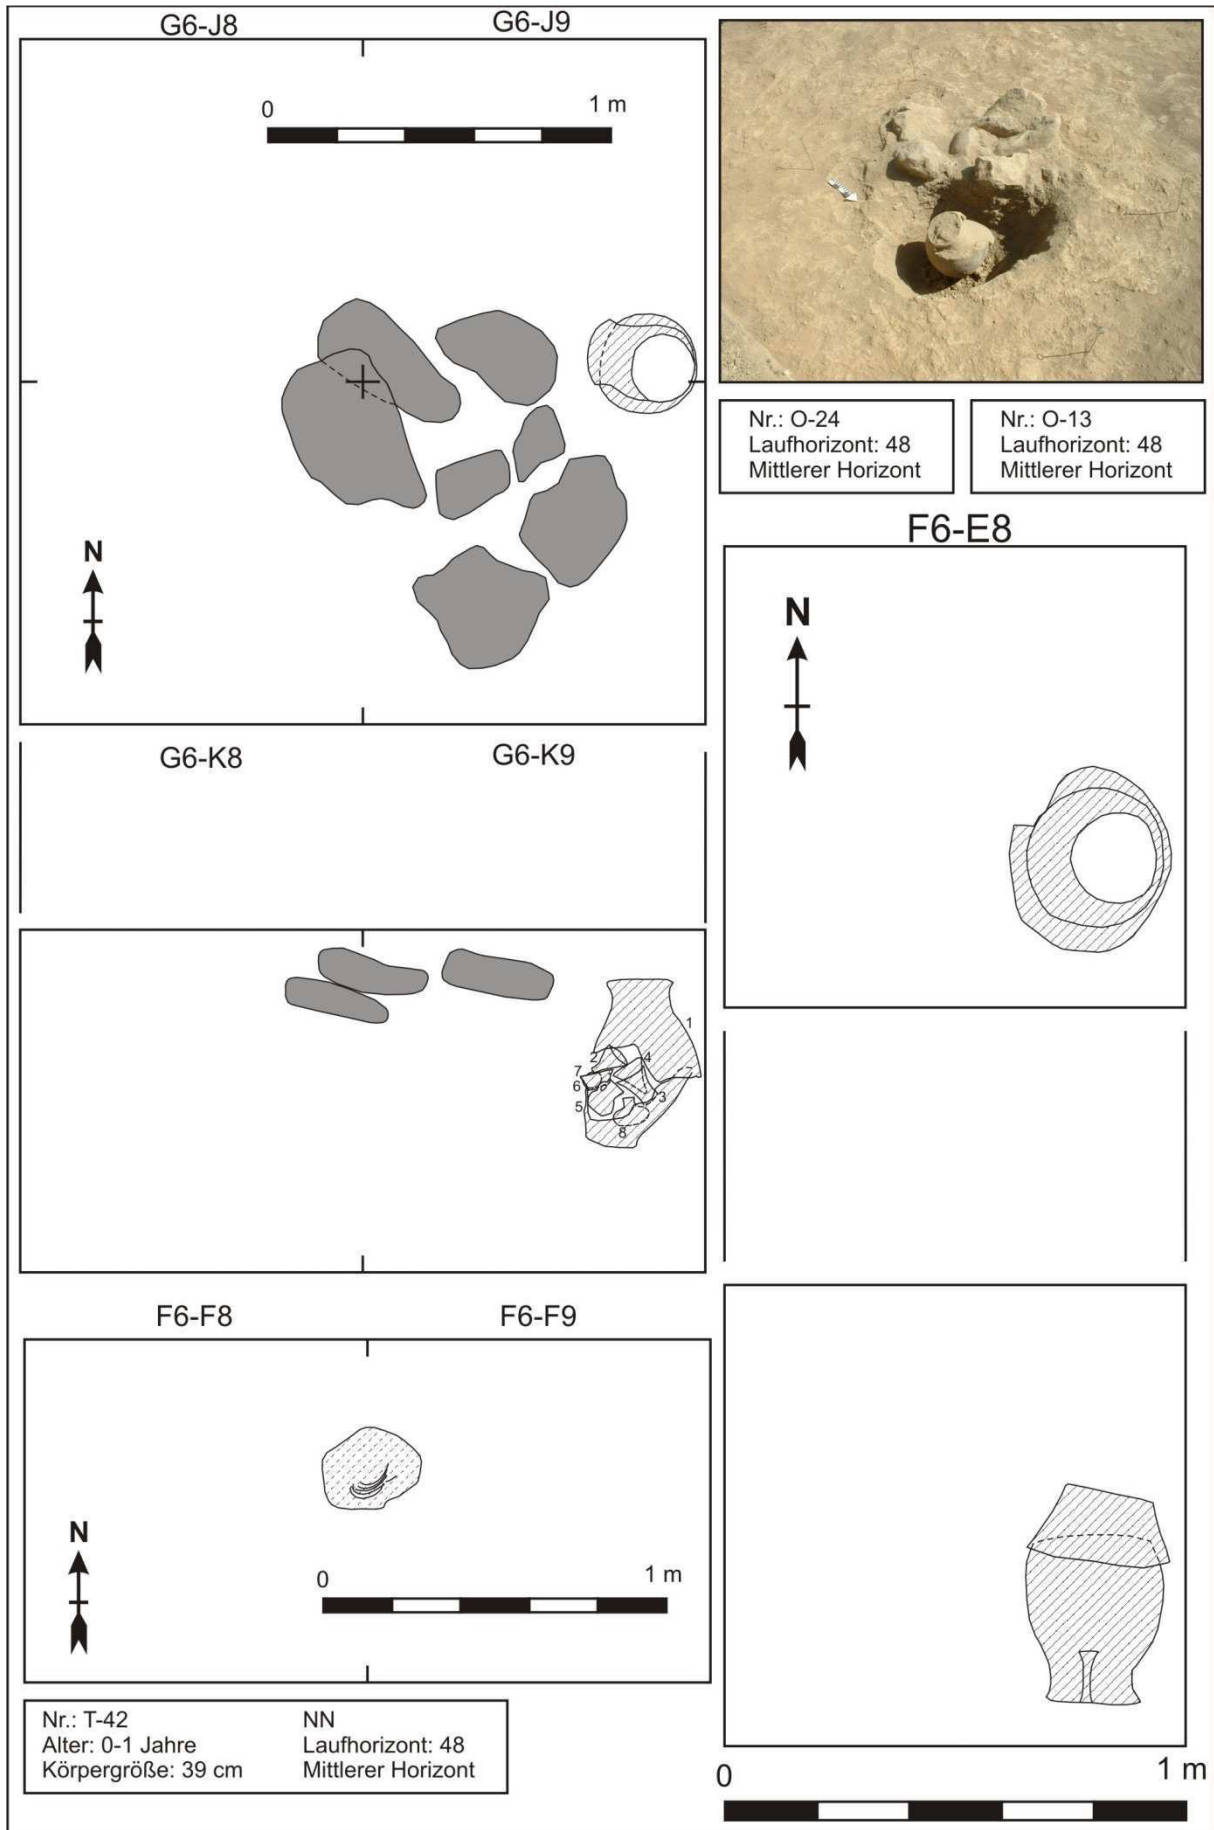 G6-J8
G6-J9
0
1 m
N
G6-K8
G6-K9
1
2
4
7
6
5
3
8
F6-F8
F6-F9
N
0
1 m
Nr.: T-42
Alter: 0-1 Jahre
Körpergröße: 39 cm
NN
Laufhorizont: 48
Mittlerer Horizont
Nr.: O-24
Laufhorizont: 48
Mittlerer Horizont
Nr.: O-13
Laufhorizont: 48
Mittlerer Horizont
F6-E8
N
0
1 m